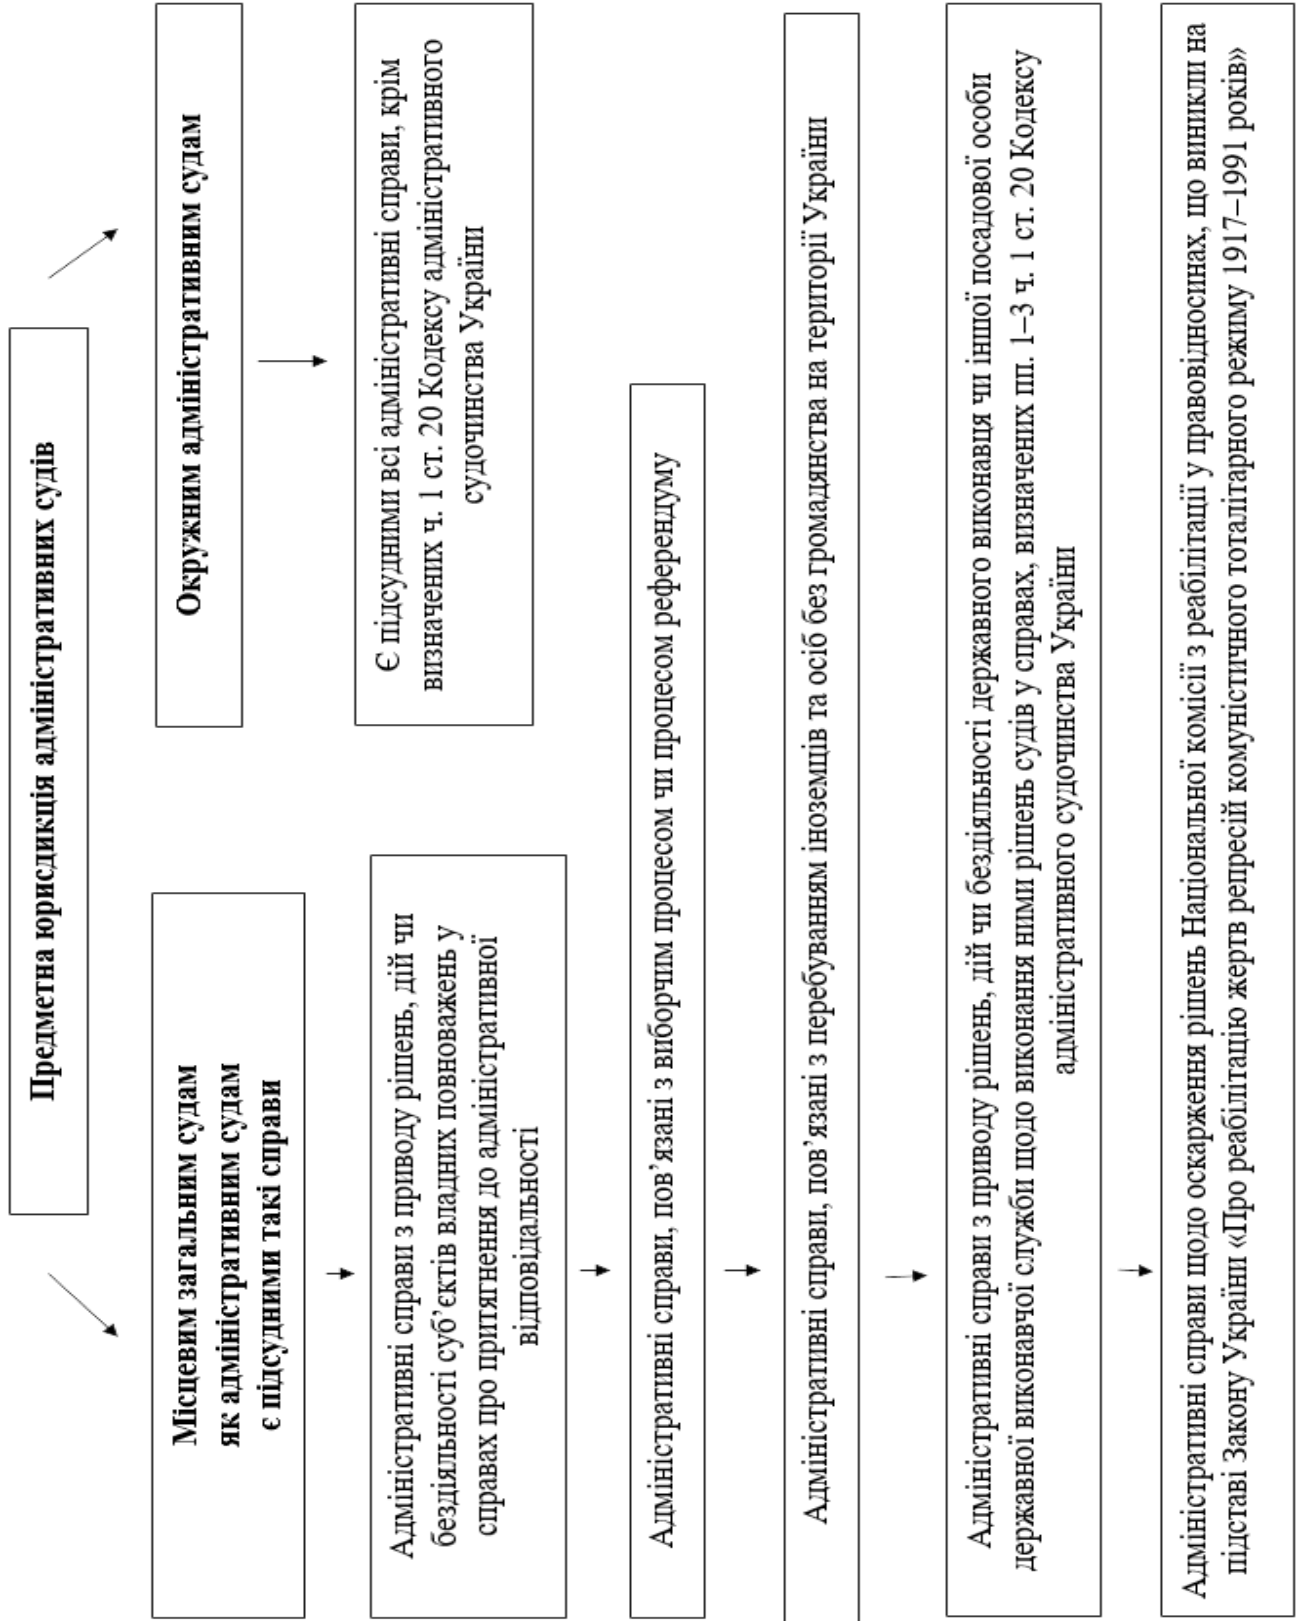 Предметна юрисдикція адміністративних судів
Місцевим загальним судам
як адміністративним судам
є підсудними такі справи
Окружним адміністративним судам
Адміністративні справи з приводу рішень, дій чи
бездіяльності суб’єктів владних повноважень у
справах про притягнення до адміністративної
відповідальності
Є підсудними всі адміністративні справи, крім
визначених ч. 1 ст. 20 Кодексу адміністративного
судочинства України
Адміністративні справи, пов’язані з виборчим процесом чи процесом референдуму
Адміністративні справи, пов’язані з перебуванням іноземців та осіб без громадянства на території України
Адміністративні справи з приводу рішень, дій чи бездіяльності державного виконавця чи іншої посадової особи
державної виконавчої служби щодо виконання ними рішень судів у справах, визначених пп. 1–3 ч. 1 ст. 20 Кодексу
адміністративного судочинства України
Адміністративні справи щодо оскарження рішень Національної комісії з реабілітації у правовідносинах, що виникли на
підставі Закону України «Про реабілітацію жертв репресій комуністичного тоталітарного режиму 1917–1991 років»